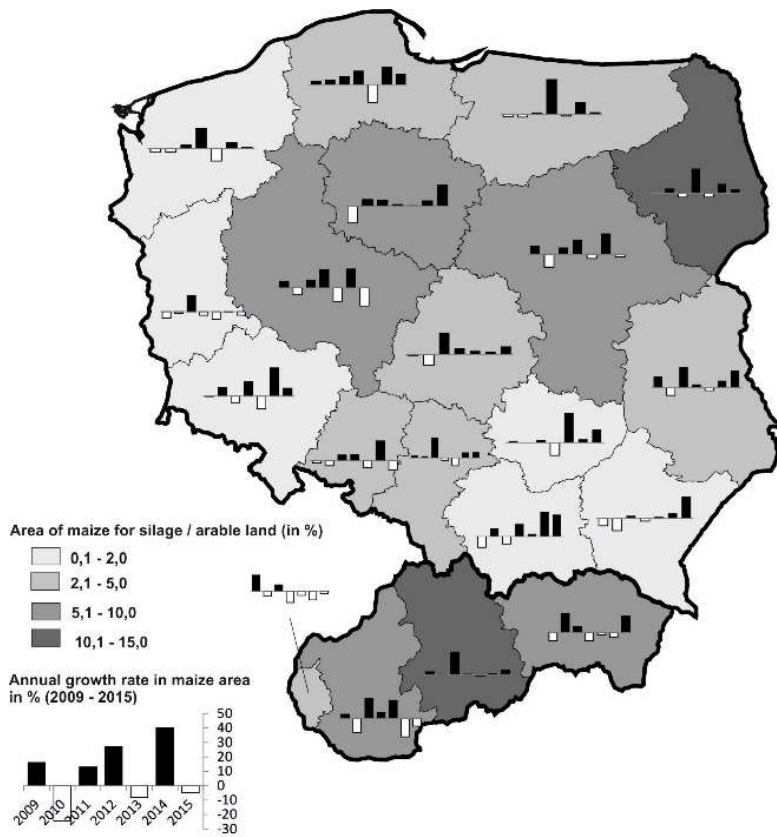 Area of maize for silage / arable land (in %)
0,1 - 2,0
2,1 - 5,0
5,1 - 10,0
10,1 - 15,0
Annual growth rate in maize area
in % (2009 - 2015)
50
40
30
20
10
0
-10
-20
-30
2009
2010
2011
2012
2013
2014
2015